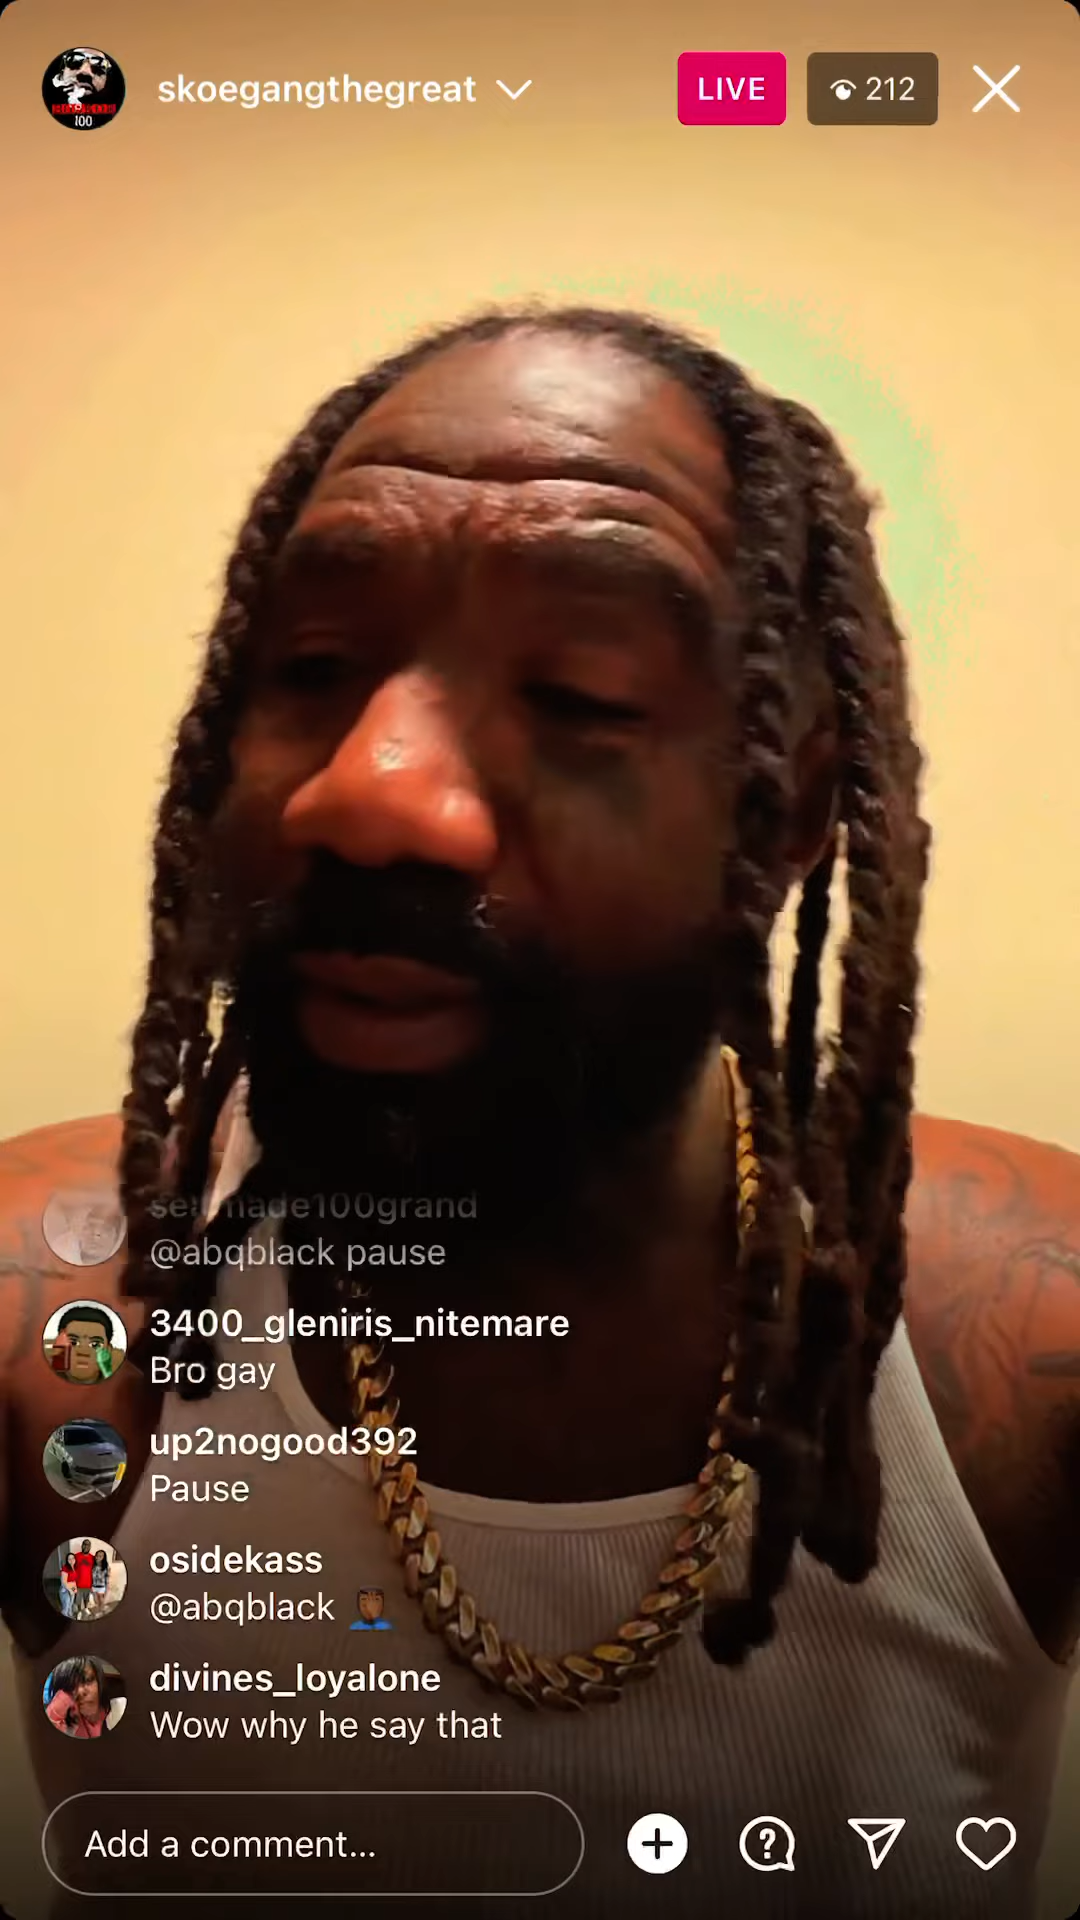 skoegangthegreat
LIVE
212
100
@abqblack pause
3400_gleniris_nitemare
Bro gay
up2nogood392
Pause
osidekass
@abqblack
divines_loyalone
Wow why he say that
Add a comment...